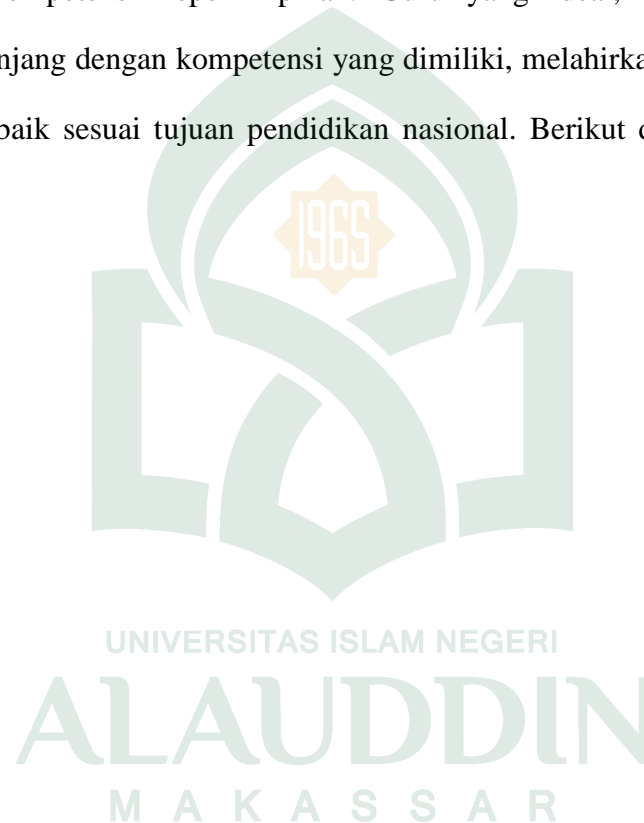 njang dengan kompetensi yang dimiliki, melahirka
baik sesuai tujuan pendidikan nasional. Berikut
1965
UNIVERSITAS ISLAM NEGERI
ALAUDDIN
MAKASSAR